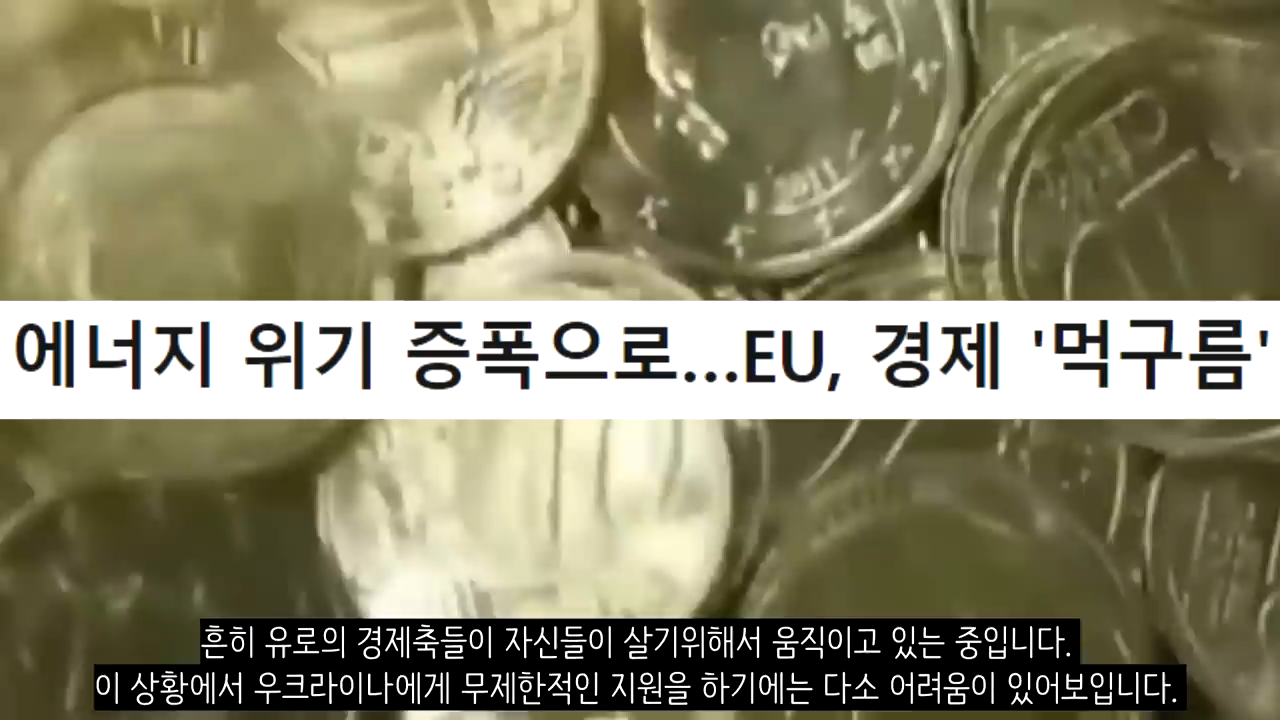 에너지 위기 증폭으로...EU, 경제 '먹구름'
흔히 유로의 경제축들이 자신들이 살기위해서 움직이고 있는 중입니다.
이 상황에서 우크라이나에게 무제한적인 지원을 하기에는 다소 어려움이 있어보입니다.